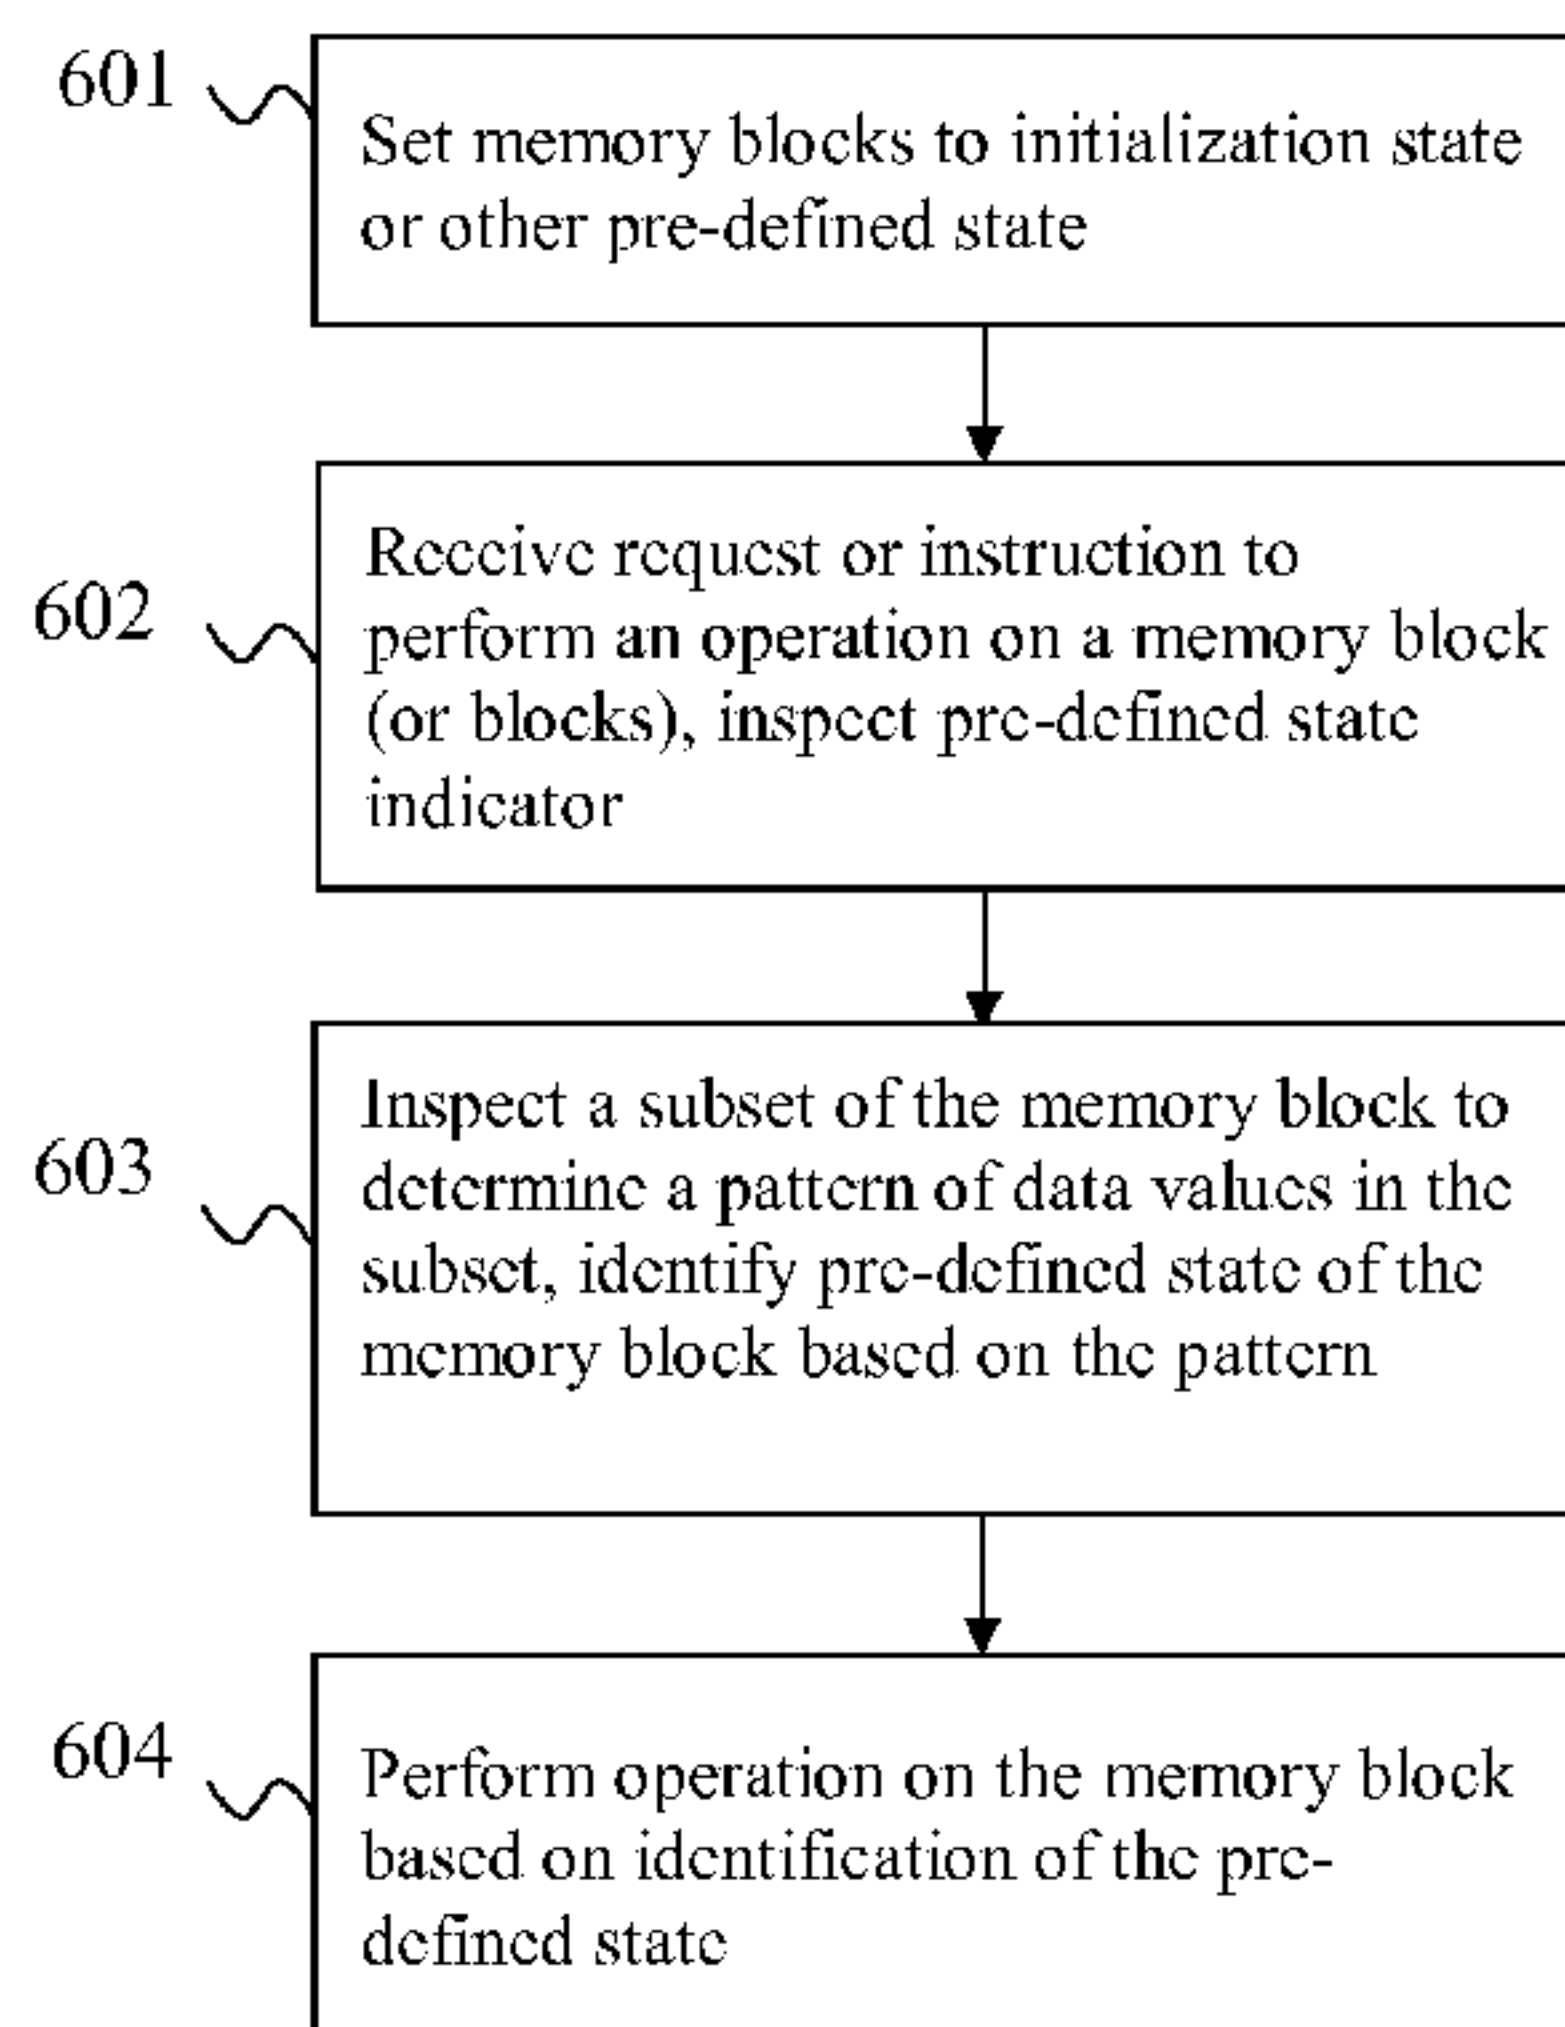 601
Set memory blocks to initialization state
or other pre-defined state
602
Receive request or instruction to
perform an operation on a memory block
(or blocks), inspect pre-defined state
indicator
603
Inspect a subset of the memory block to
determine a pattern of data values in the
subset, identify pre-defined state of the
memory block based on the pattern
604
Perform operation on the memory block
based on identification of the pre-
defined state